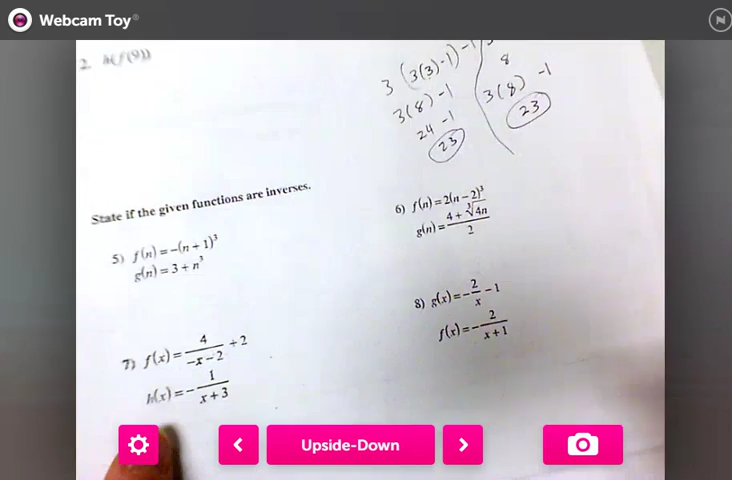 Webcam Toy
2. h(f(9))
3 (3(3)-1) -1
3(8) -1
24 -1
23
8
3(8) -1
23
State if the given functions are inverses.
5) f(n) = -(n + 1)³
g(n) = 3 + n³
6) f(n) = 2(n - 2)³
g(n) = (4 + ∛4n) / 2
7) f(x) = 4 / (-x - 2) + 2
h(x) = - 1 / (x + 3)
8) g(x) = - 2 / x - 1
f(x) = - 2 / (x + 1)
Upside-Down